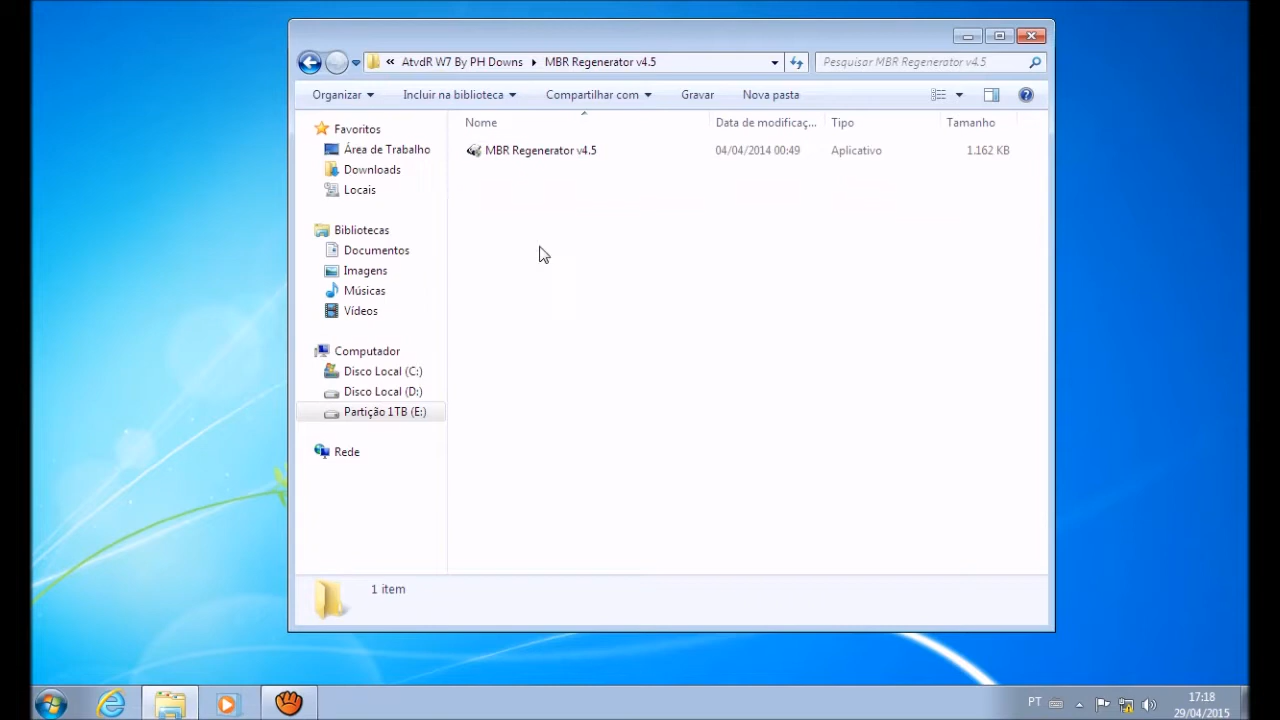 « AtvdR W7 By PH Downs ▸ MBR Regenerator v4.5
Pesquisar MBR Regenerator v4.5
Organizar
Incluir na biblioteca
Compartilhar com
Gravar
Nova pasta
Nome
Data de modificaç...
Tipo
Tamanho
MBR Regenerator v4.5
04/04/2014 00:49
Aplicativo
1.162 KB
Favoritos
Área de Trabalho
Downloads
Locais
Bibliotecas
Documentos
Imagens
Músicas
Vídeos
Computador
Disco Local (C:)
Disco Local (D:)
Partição 1TB (E:)
Rede
1 item
PT
17:18
29/04/2015